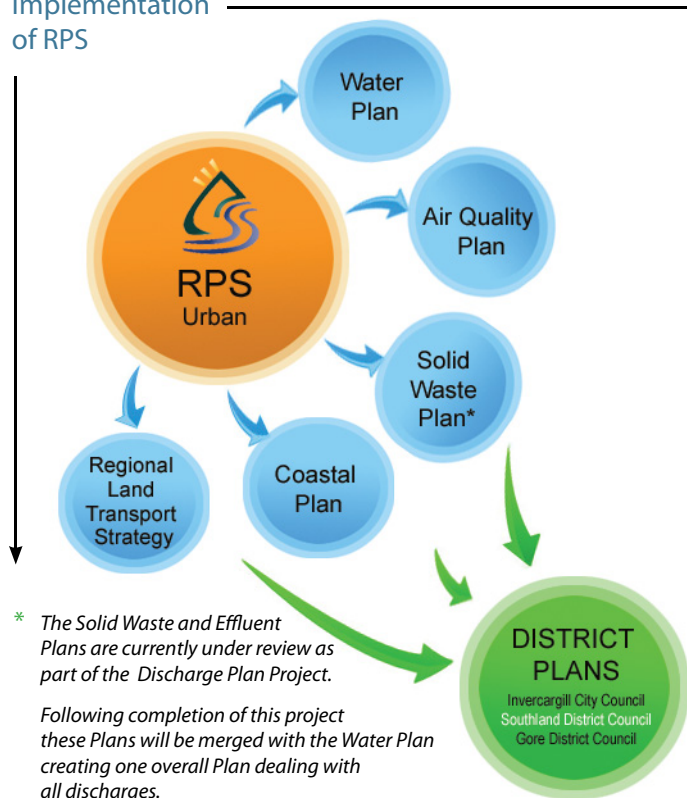 Implementation
of RPS
Water
Plan
Air Quality
Plan
RPS
Urban
Solid
Waste
Plan*
Regional
Land
Transport
Strategy
Coastal
Plan
* The Solid Waste and Effluent
Plans are currently under review as
part of the Discharge Plan Project.
Following completion of this project
these Plans will be merged with the Water Plan
creating one overall Plan dealing with
all discharges.
DISTRICT
PLANS
Invercargill City Council
Southland District Council
Gore District Council